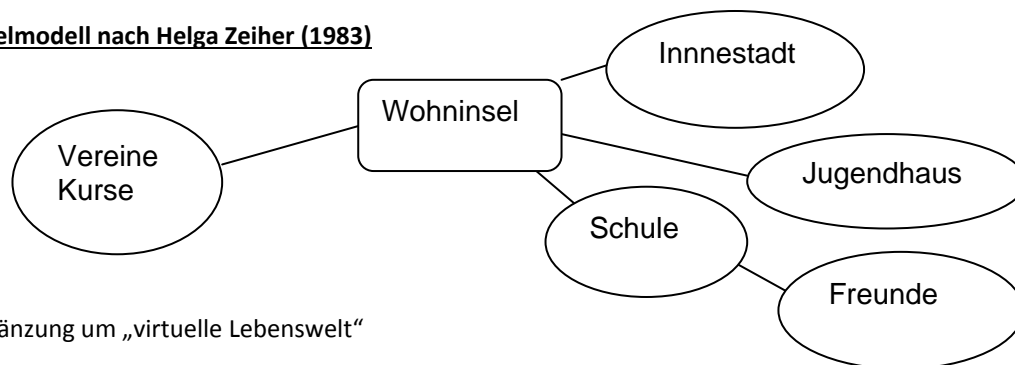 elmodell nach Helga Zeiher (1983)
Innnestadt
Wohninsel
Vereine
Kurse
Jugendhaus
Schule
Freunde
änzung um „virtuelle Lebenswelt“